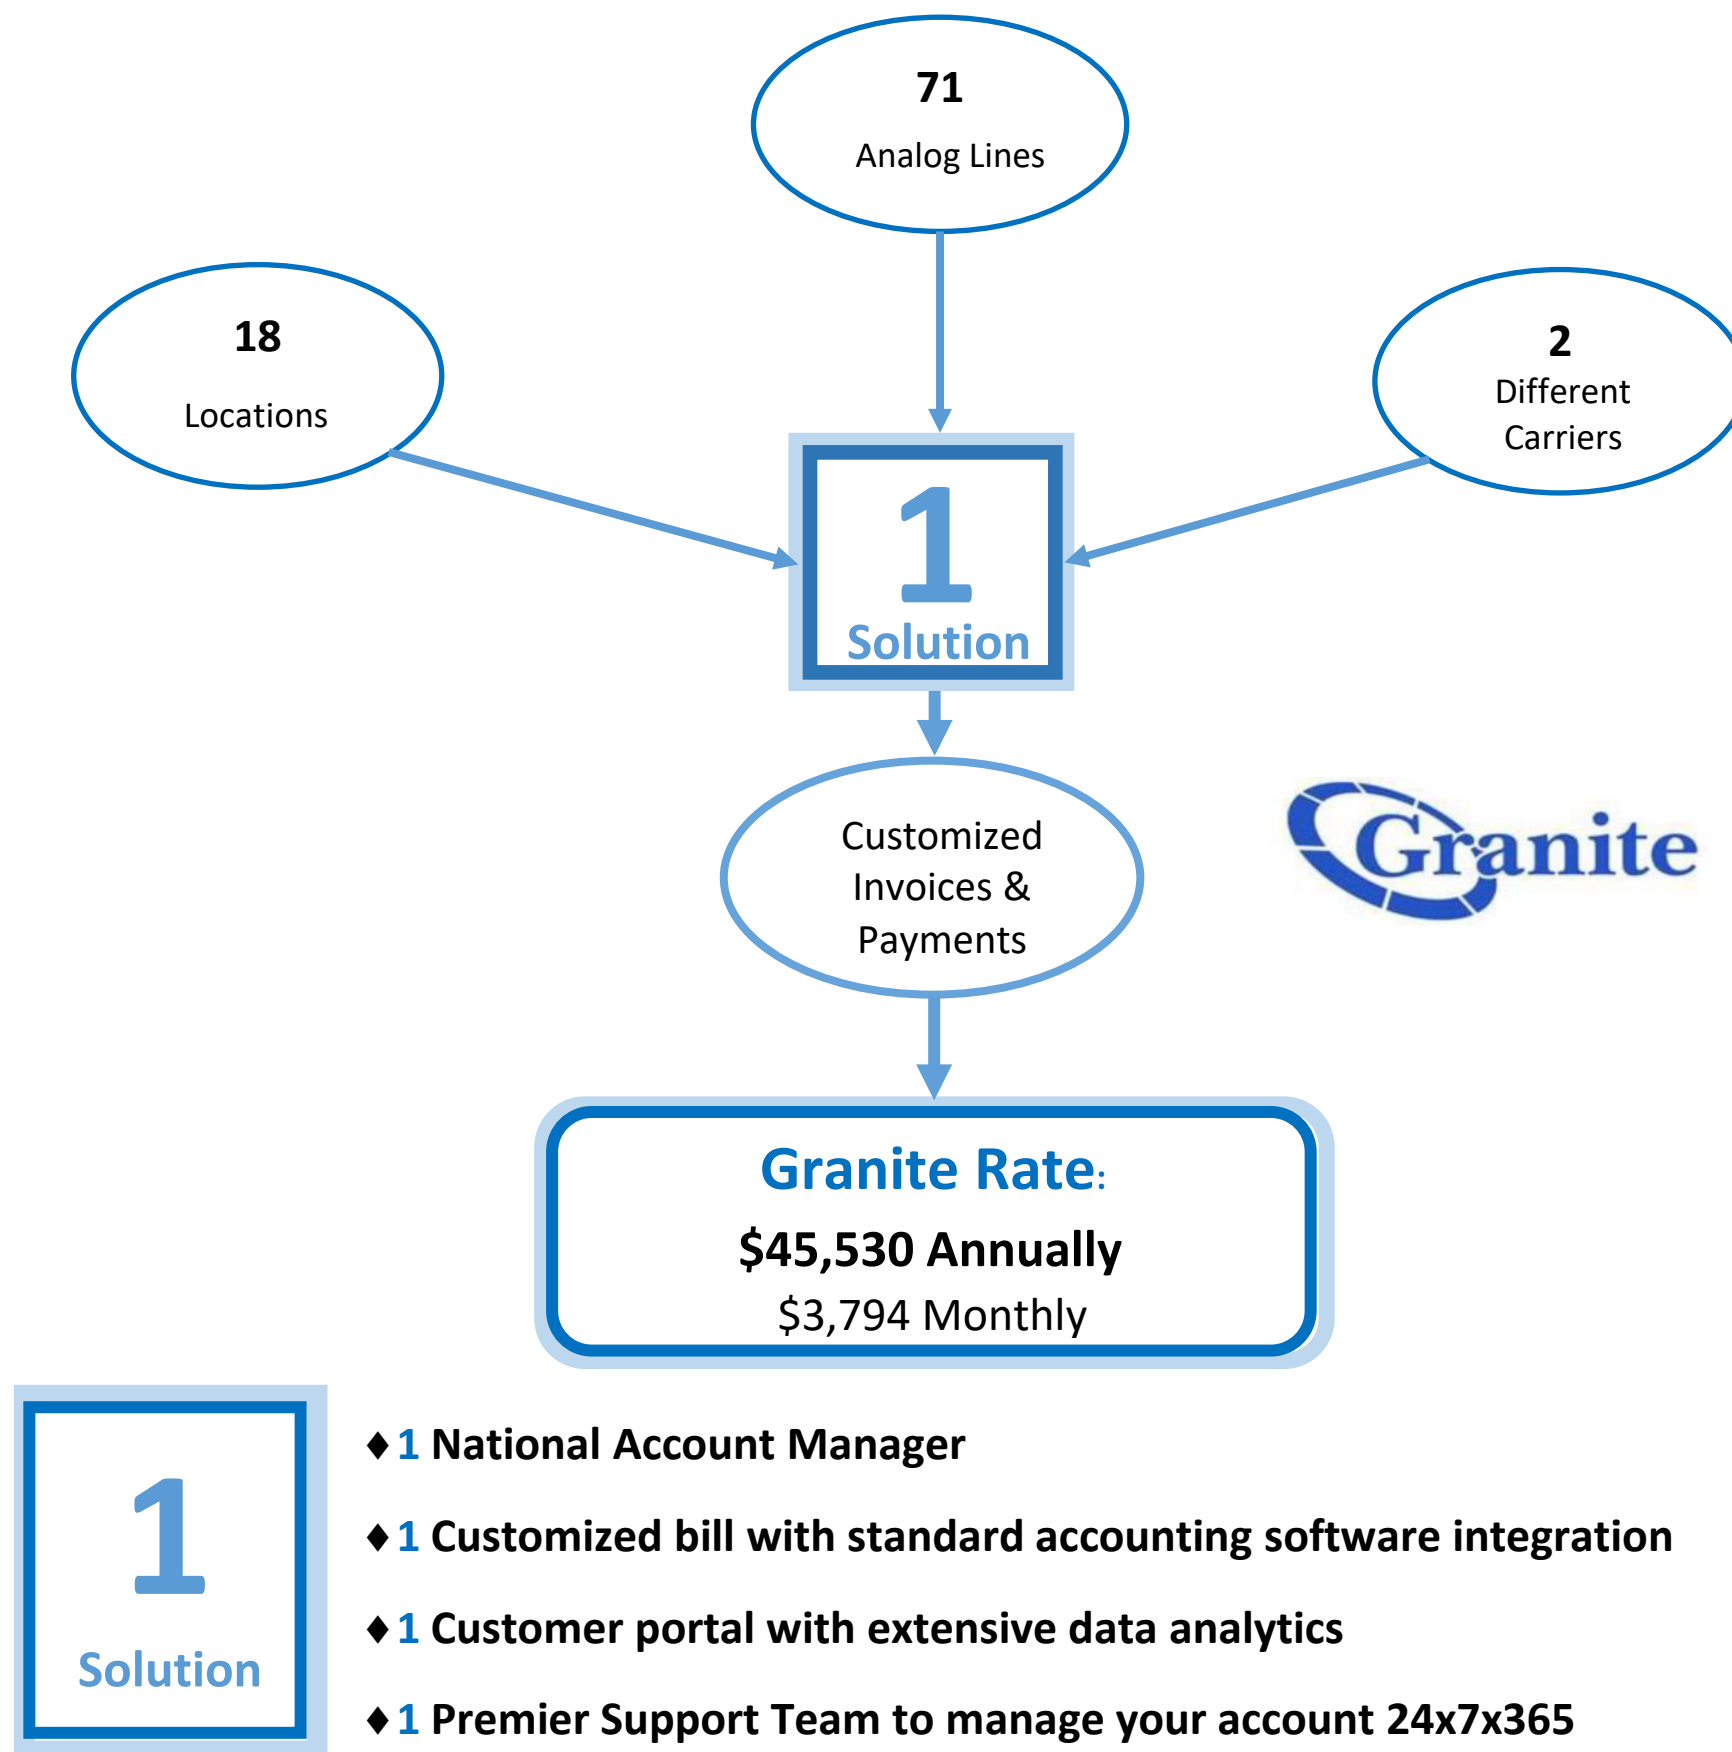 71
Analog Lines
18
Locations
2
Different
Carriers
1
Solution
Customized
Invoices &
Payments
Granite
Granite Rate:
$45,530 Annually
$3,794 Monthly
1
Solution
♦1 National Account Manager
♦1 Customized bill with standard accounting software integration
♦1 Customer portal with extensive data analytics
♦1 Premier Support Team to manage your account 24x7x365